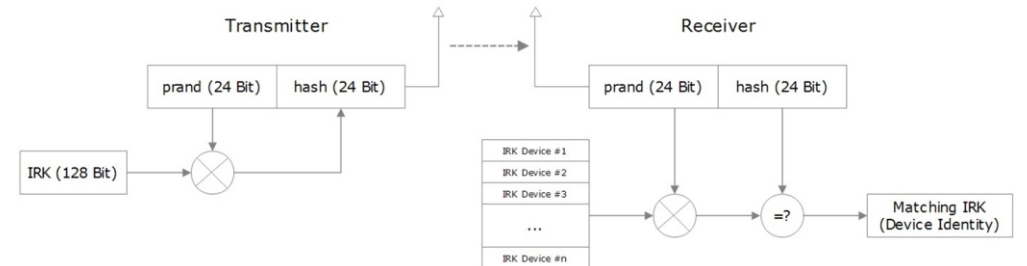 Transmitter
Receiver
prand (24 Bit)
hash (24 Bit)
prand (24 Bit)
hash (24 Bit)
IRK (128 Bit)
IRK Device #1
IRK Device #2
IRK Device #3
...
IRK Device #n
=?
Matching IRK
(Device Identity)